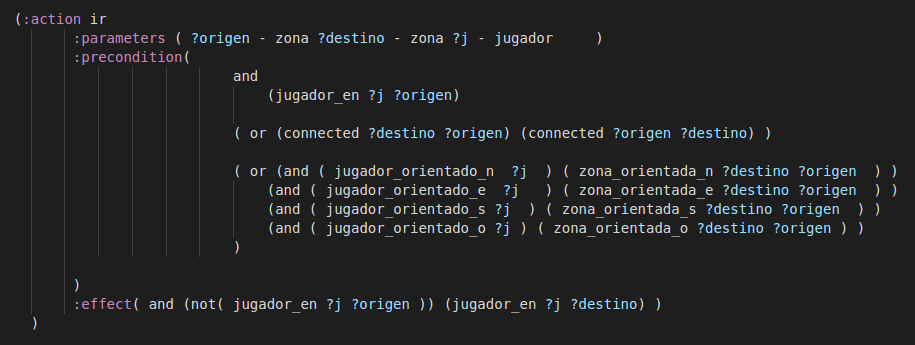 (:action ir
:parameters ( ?origen - zona ?destino - zona ?j - jugador )
:precondition(
and
(jugador_en ?j ?origen)
( or (connected ?destino ?origen) (connected ?origen ?destino) )
( or (and ( jugador_orientado_n ?j ) ( zona_orientada_n ?destino ?origen ) )
(and ( jugador_orientado_e ?j ) ( zona_orientada_e ?destino ?origen ) )
(and ( jugador_orientado_s ?j ) ( zona_orientada_s ?destino ?origen ) )
(and ( jugador_orientado_o ?j ) ( zona_orientada_o ?destino ?origen ) )
)
)
:effect( and (not( jugador_en ?j ?origen )) (jugador_en ?j ?destino) )
)